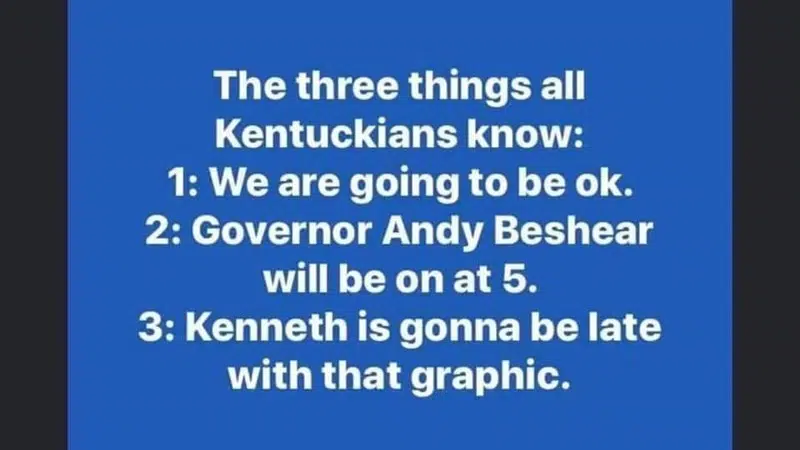 The three things all
Kentuckians know:
1: We are going to be ok.
2: Governor Andy Beshear
will be on at 5.
3: Kenneth is gonna be late
with that graphic.